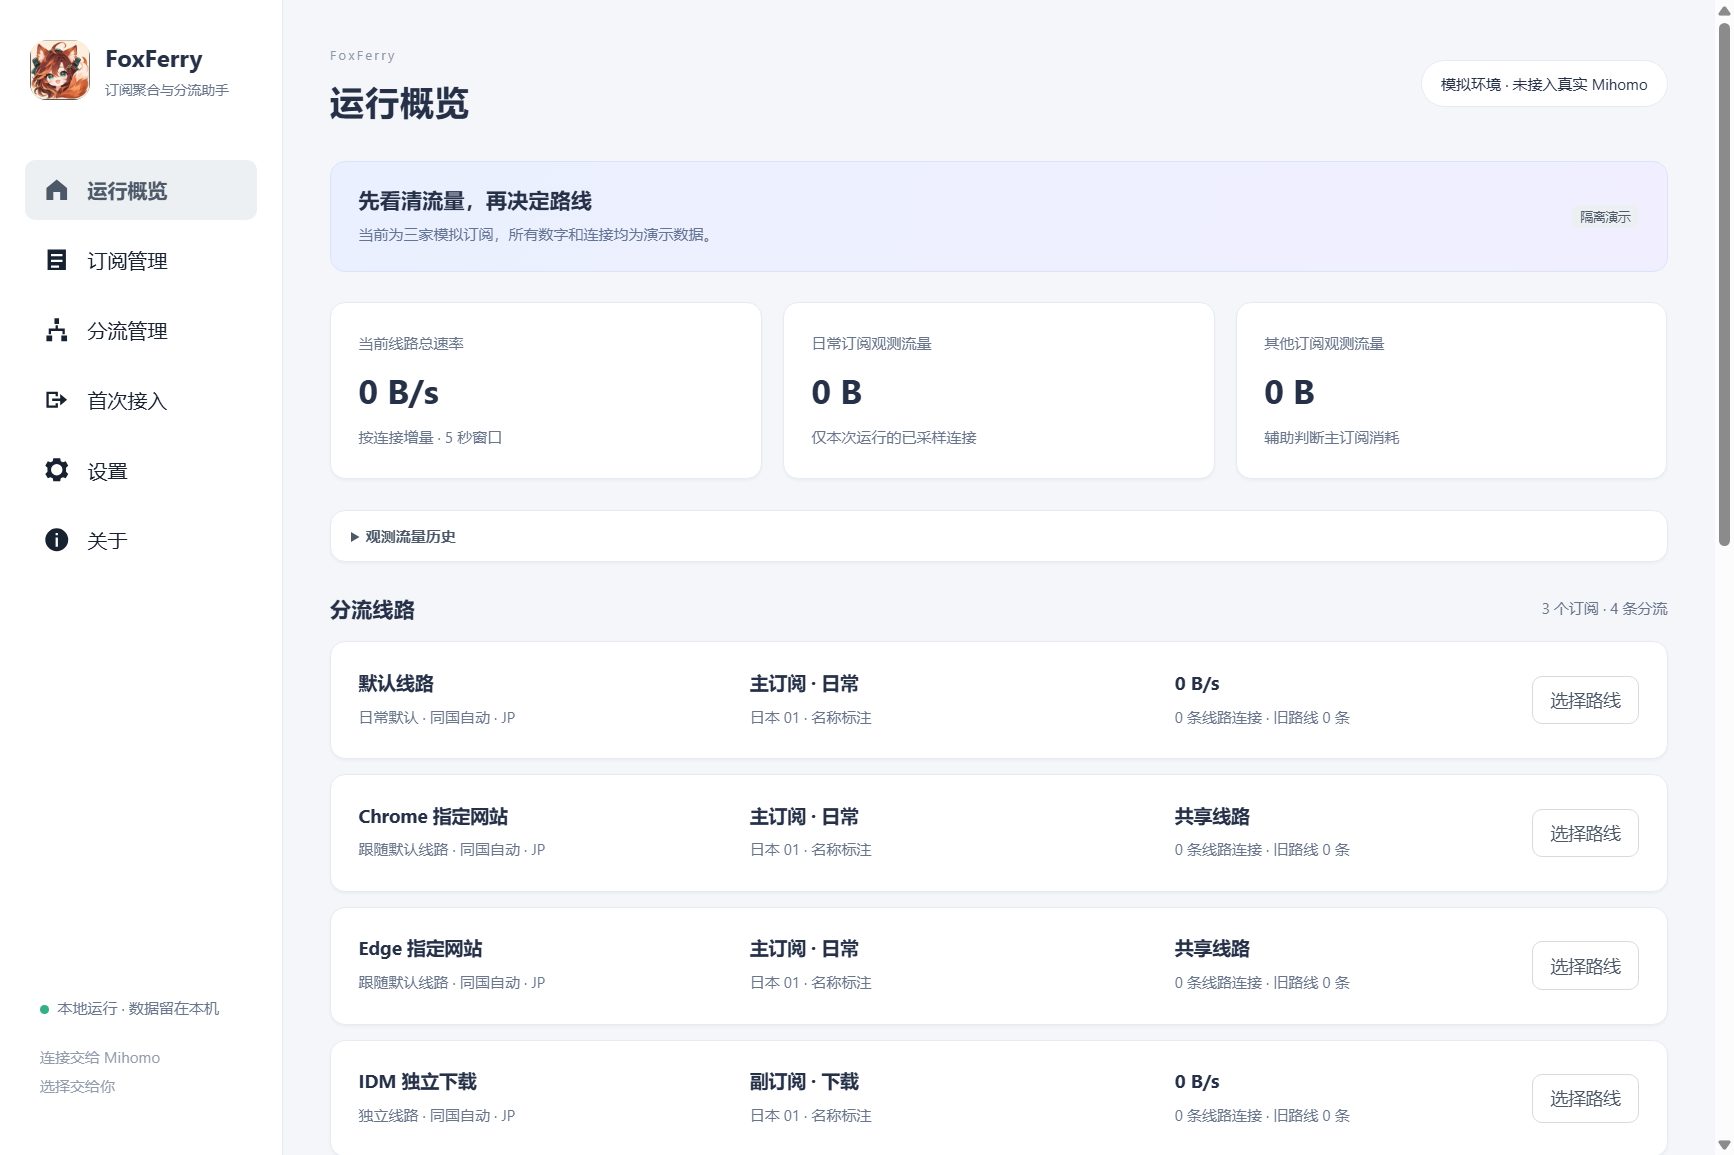 FoxFerry
订阅聚合与分流助手
运行概览
订阅管理
分流管理
首次接入
设置
关于
本地运行 · 数据留在本机
连接交给 Mihomo
选择交给你
FoxFerry
运行概览
模拟环境 · 未接入真实 Mihomo
先看清流量，再决定路线
当前为三家模拟订阅，所有数字和连接均为演示数据。
隔离演示
当前线路总速率
0 B/s
按连接增量 · 5 秒窗口
日常订阅观测流量
0 B
仅本次运行的已采样连接
其他订阅观测流量
0 B
辅助判断主订阅消耗
观测流量历史
分流线路
3 个订阅 · 4 条分流
默认线路
日常默认 · 同国自动 · JP
主订阅 · 日常
日本 01 · 名称标注
0 B/s
0 条线路连接 · 旧路线 0 条
选择路线
Chrome 指定网站
跟随默认线路 · 同国自动 · JP
主订阅 · 日常
日本 01 · 名称标注
共享线路
0 条线路连接 · 旧路线 0 条
选择路线
Edge 指定网站
跟随默认线路 · 同国自动 · JP
主订阅 · 日常
日本 01 · 名称标注
共享线路
0 条线路连接 · 旧路线 0 条
选择路线
IDM 独立下载
独立线路 · 同国自动 · JP
副订阅 · 下载
日本 01 · 名称标注
0 B/s
0 条线路连接 · 旧路线 0 条
选择路线